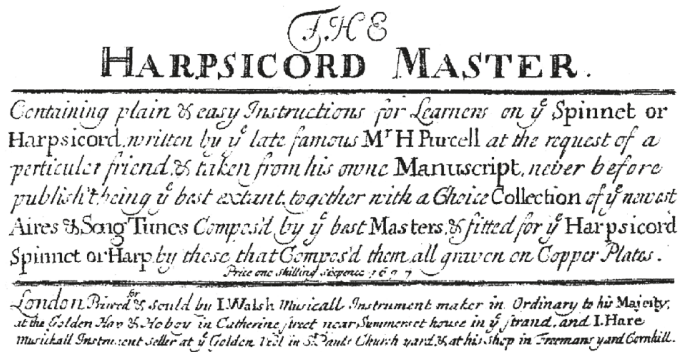 THE
HARPSICORD MASTER.
Containing plain & easy Instructions for Learners on yᵉ Spinnet or
Harpsicord, written by yᵉ late famous Mʳ H Purcell at the request of a
perticuler friend, & taken from his owne Manuscript, never before
publish't, being yᵉ best extant, together with a Choice Collection of yᵉ newest
Aires & Song Tunes Compos'd by yᵉ best Masters, & fitted for yᵉ Harpsicord
Spinnet or Harp by those that Compos'd them, all graven on Copper Plates.
Price one shilling sixpence 1697
London Printed for & sould by I. Walsh Musicall Instrument maker in Ordinary to his Majesty,
at the Golden Harp & Hoboy in Catherine street near Summerset house in yᵉ strand, and I. Hare
Musicall Instrument seller at yᵉ Golden Viol in Sᵗ Pauls Church yard, & at his Shop in Freemans yard Cornhill.